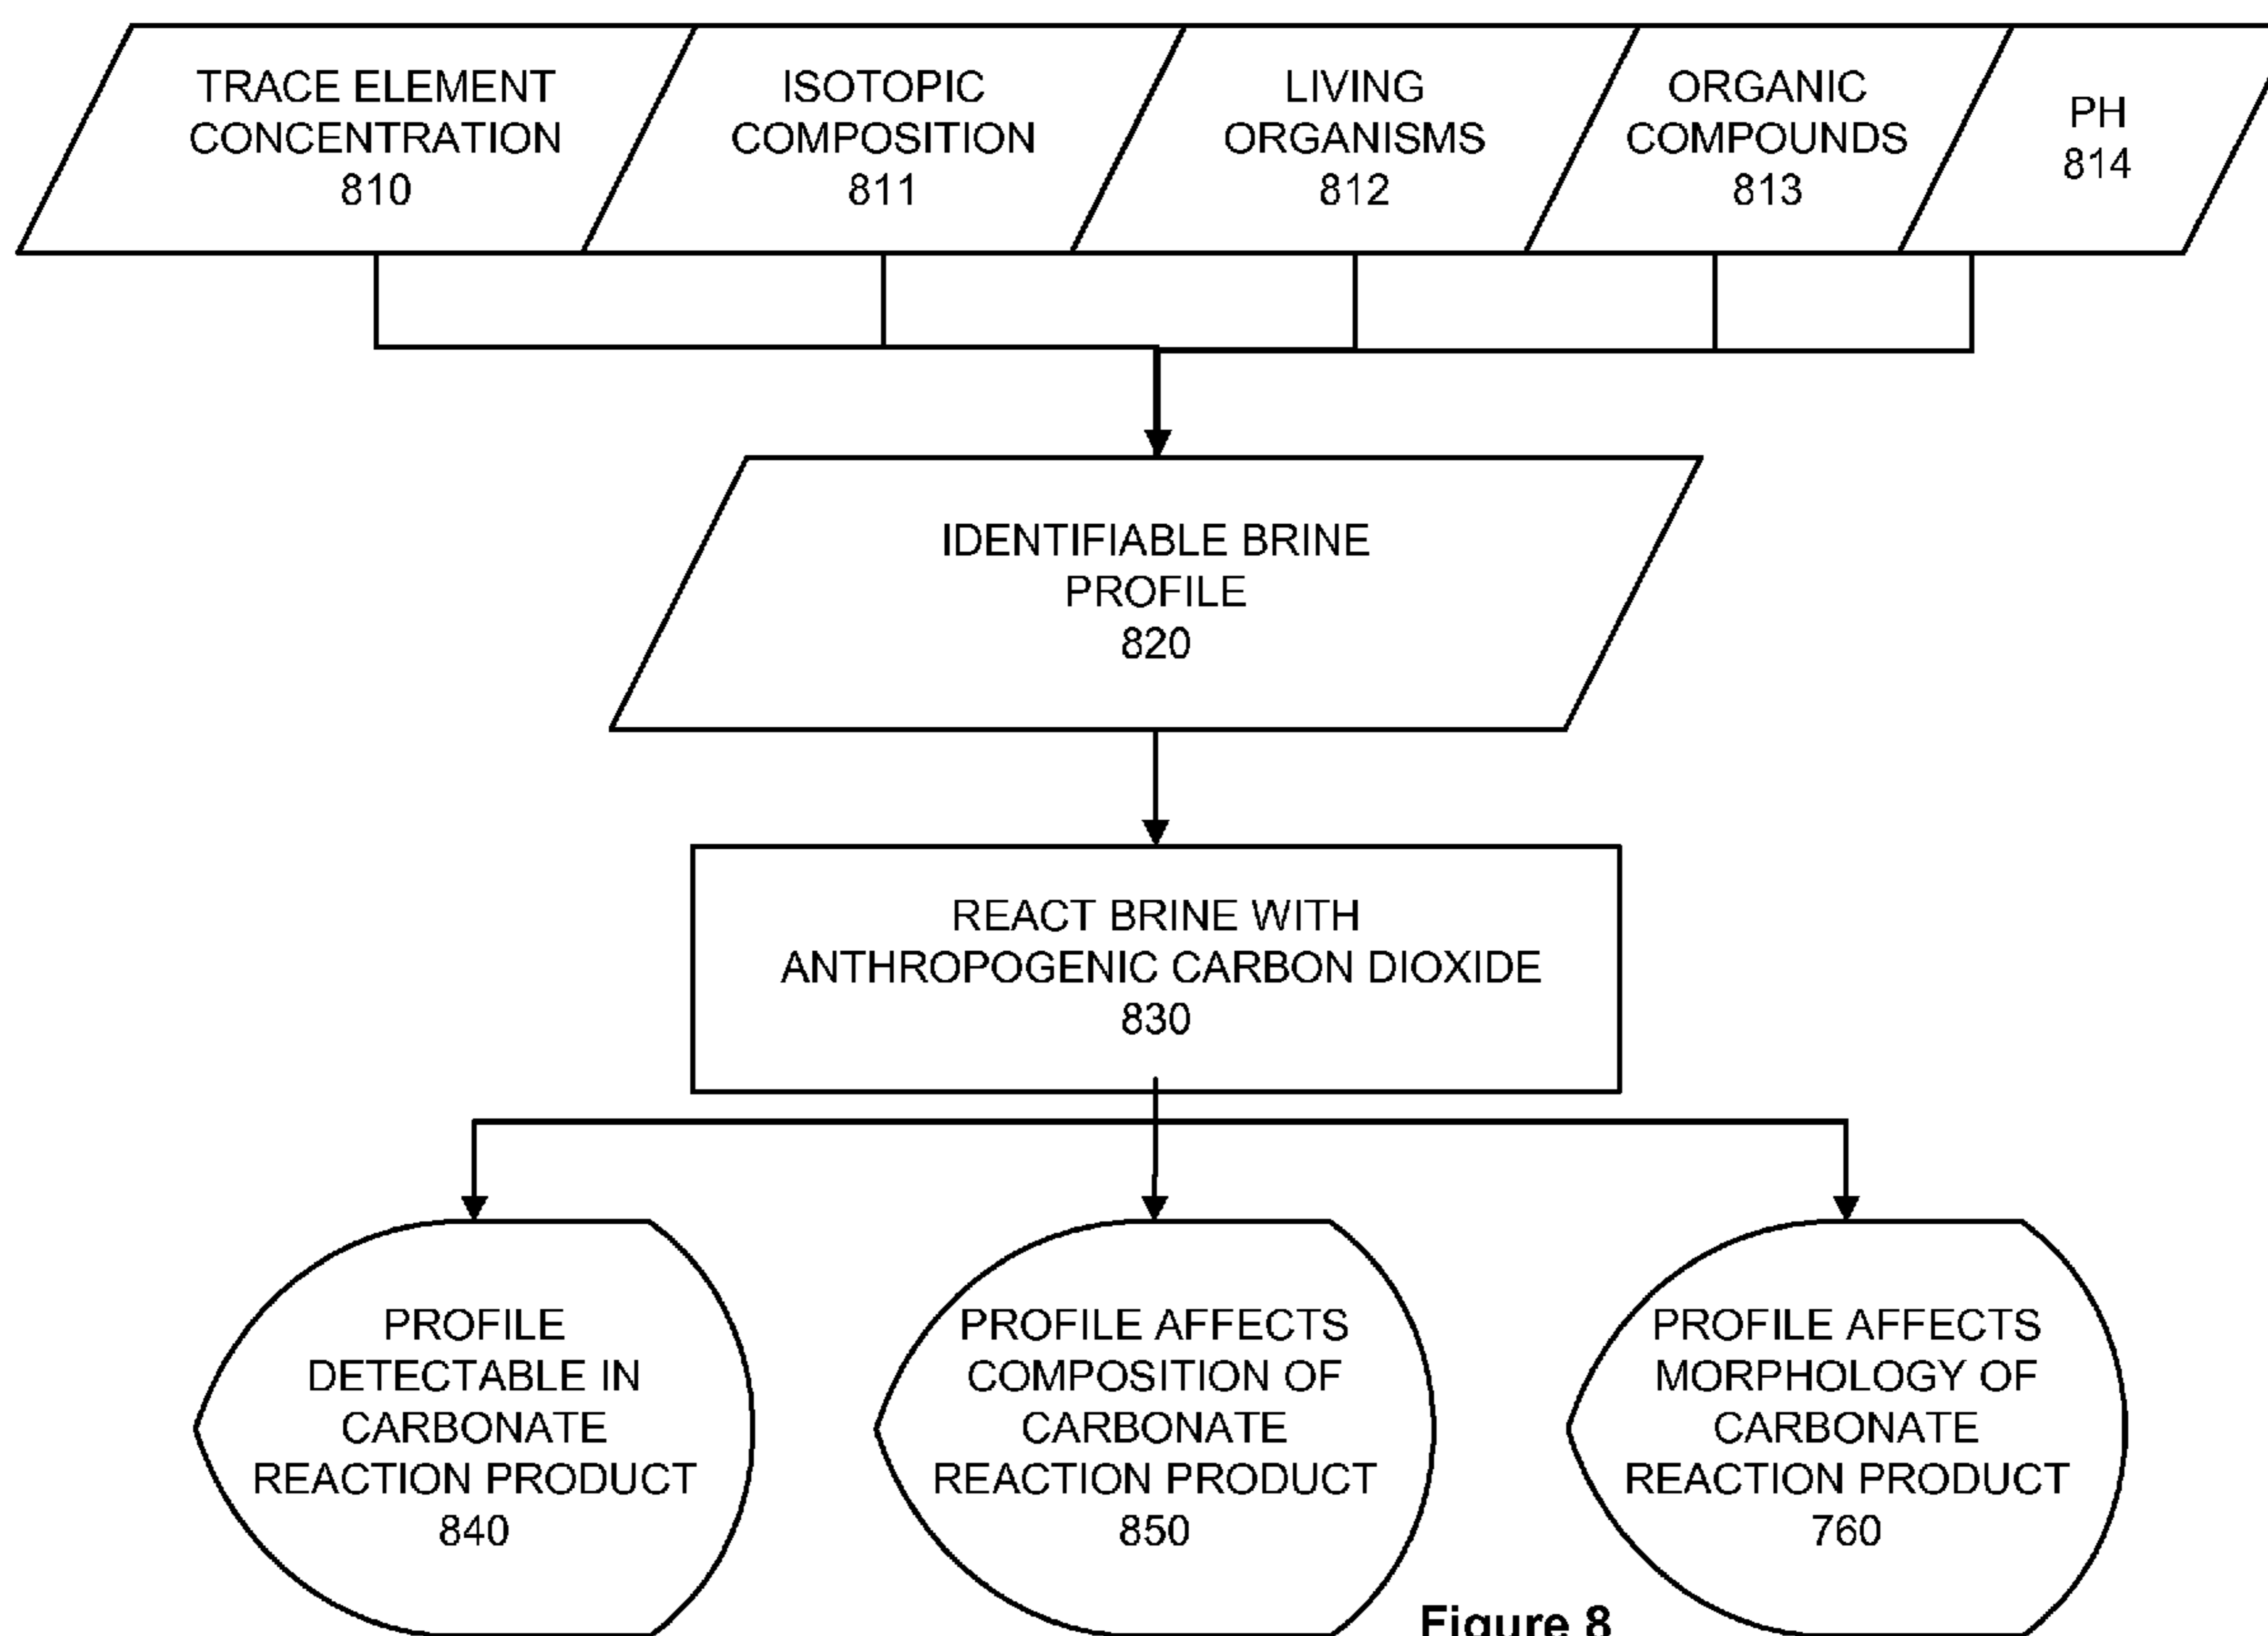 TRACE ELEMENT
CONCENTRATION
810
ISOTOPIC
COMPOSITION
811
LIVING
ORGANISMS
812
ORGANIC
COMPOUNDS
813
PH
814
IDENTIFIABLE BRINE
PROFILE
820
REACT BRINE WITH
ANTHROPOGENIC CARBON DIOXIDE
830
PROFILE
DETECTABLE IN
CARBONATE
REACTION PRODUCT
840
PROFILE AFFECTS
COMPOSITION OF
CARBONATE
REACTION PRODUCT
850
PROFILE AFFECTS
MORPHOLOGY OF
CARBONATE
REACTION PRODUCT
760
Figure 8